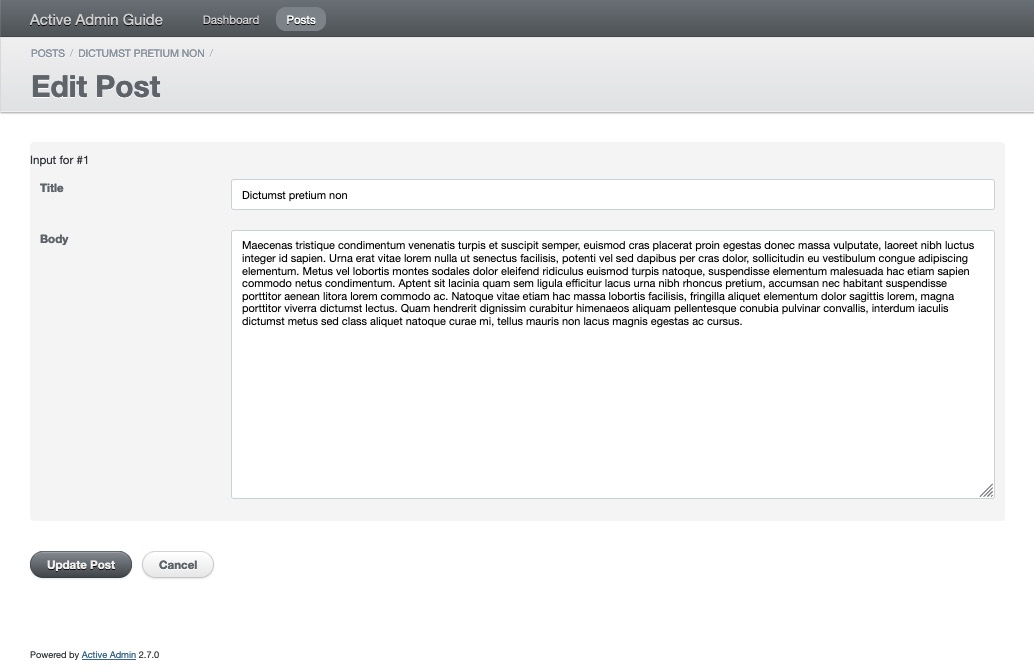 Active Admin Guide Dashboard Posts
POSTS / DICTUMST PRETIUM NON /
Edit Post
Input for #1
Title Dictumst pretium non
Body
Maecenas tristique condimentum venenatis turpis et suscipit semper, euismod cras placerat proin egestas donec massa vulputate, laoreet nibh luctus
integer id sapien. Urna erat vitae lorem nulla ut senectus facilisis, potenti vel sed dapibus per cras dolor, sollicitudin eu vestibulum congue adipiscing
elementum. Metus vel lobortis montes sodales dolor eleifend ridiculus euismod turpis natoque, suspendisse elementum malesuada hac etiam sapien
commodo netus condimentum. Aptent sit lacinia quam sem ligula efficitur lacus urna nibh rhoncus pretium, accumsan nec habitant suspendisse
porttitor aenean litora lorem commodo ac. Natoque vitae etiam hac massa lobortis facilisis, fringilla aliquet elementum dolor sagittis lorem, magna
porttitor viverra dictumst lectus. Quam hendrerit dignissim curabitur himenaeos aliquam pellentesque conubia pulvinar convallis, interdum iaculis
dictumst metus sed class aliquet natoque curae mi, tellus mauris non lacus magnis egestas ac cursus.
Update Post Cancel
Powered by Active Admin 2.7.0